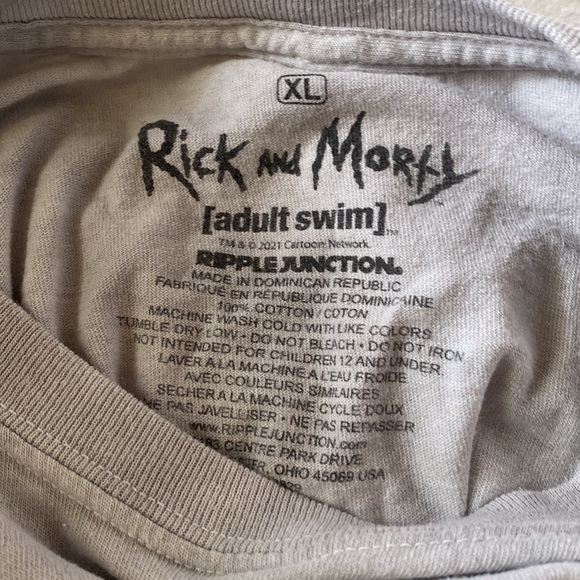 XL
Rick and Morty
[adult swim]™
TM & © 2021 Cartoon Network.
RIPPLE JUNCTION®
MADE IN DOMINICAN REPUBLIC
FABRIQUE EN REPUBLIQUE DOMINICAINE
100% COTTON / COTON
MACHINE WASH COLD WITH LIKE COLORS
TUMBLE DRY LOW • DO NOT BLEACH • DO NOT IRON
NOT INTENDED FOR CHILDREN 12 AND UNDER.
LAVER A LA MACHINE A L'EAU FROIDE
AVEC COULEURS SIMILAIRES
SECHER A LA MACHINE CYCLE DOUX
NE PAS JAVELLISER • NE PAS REPASSER
www.RIPPLEJUNCTION.com
CENTRE PARK DRIVE
OHIO 45069 USA